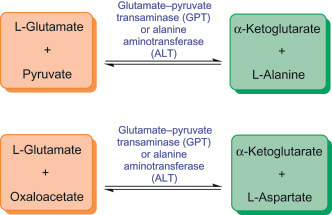 L-Glutamate
+
Pyruvate
Glutamate–pyruvate
transaminase (GPT)
or alanine
aminotransferase
(ALT)
α-Ketoglutarate
+
L-Alanine
L-Glutamate
+
Oxaloacetate
Glutamate–pyruvate
transaminase (GPT)
or alanine
aminotransferase
(ALT)
α-Ketoglutarate
+
L-Aspartate